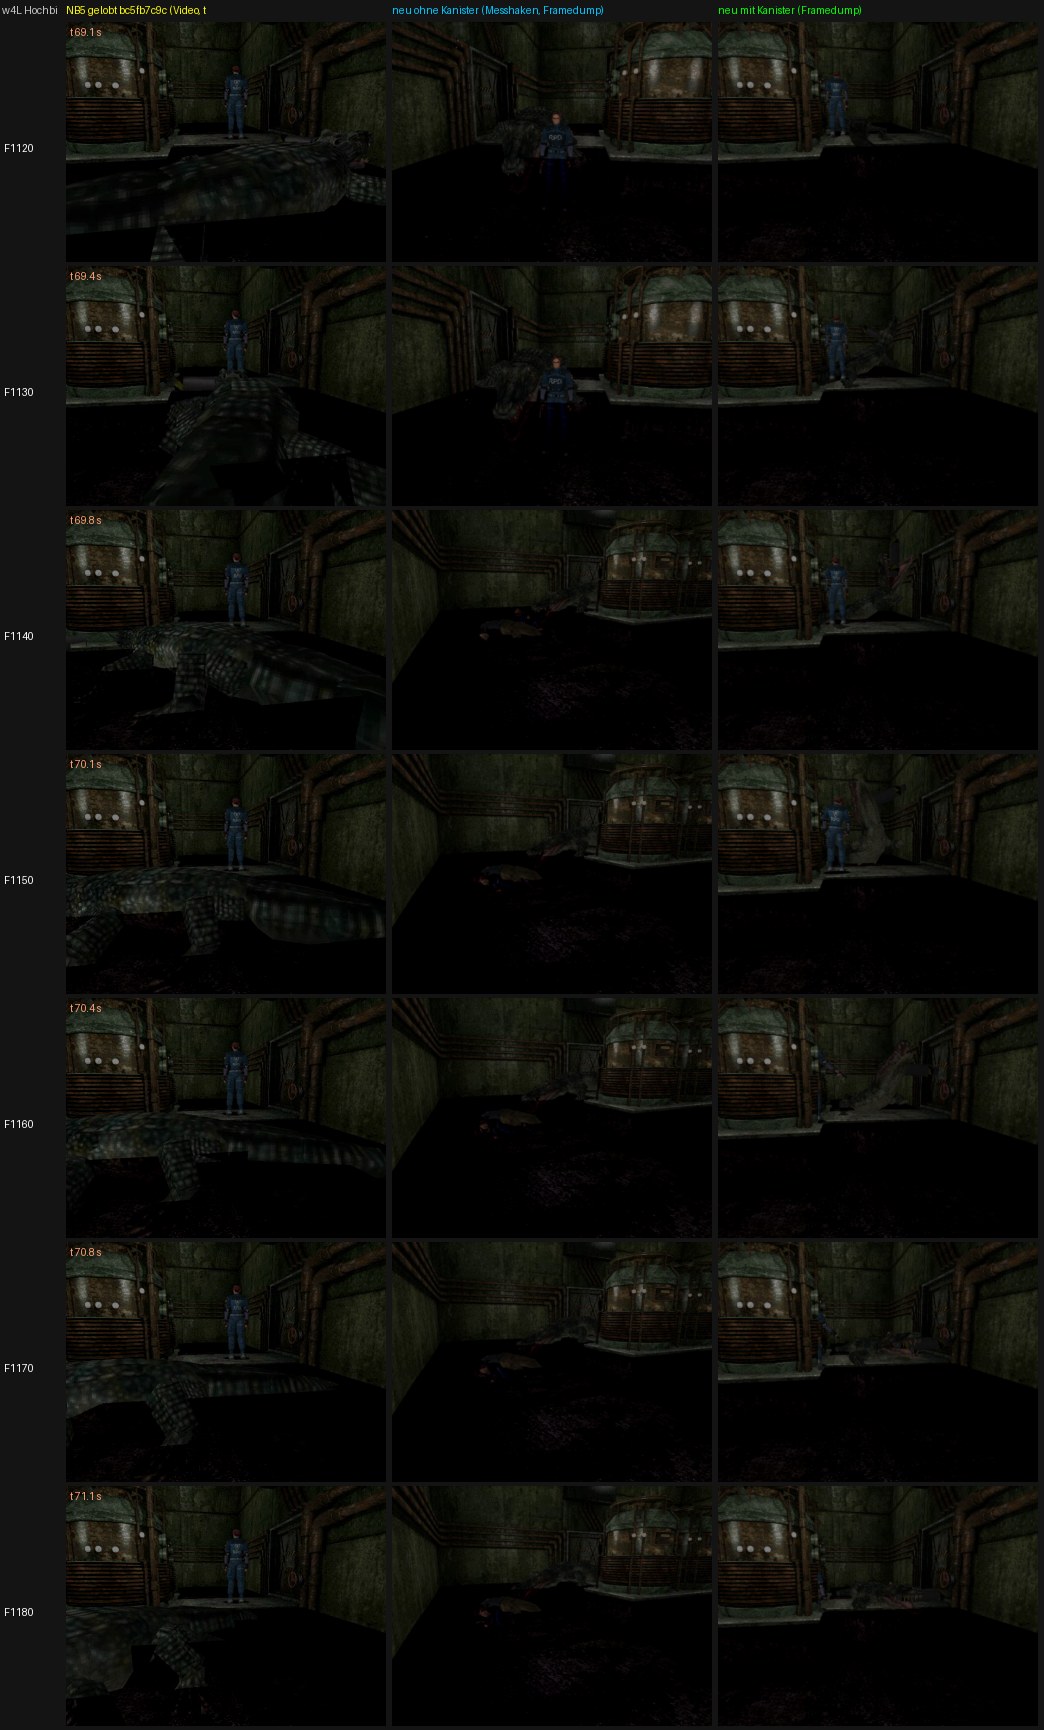 w4L Hochbi NB5 gelobt bc5fb7c9c (Video, t neu ohne Kanister (Messhaken, Framedump) neu mit Kanister (Framedump)
t69.1s
F1120
t69.4s
F1130
t69.8s
F1140
t70.1s
F1150
t70.4s
F1160
t70.8s
F1170
t71.1s
F1180